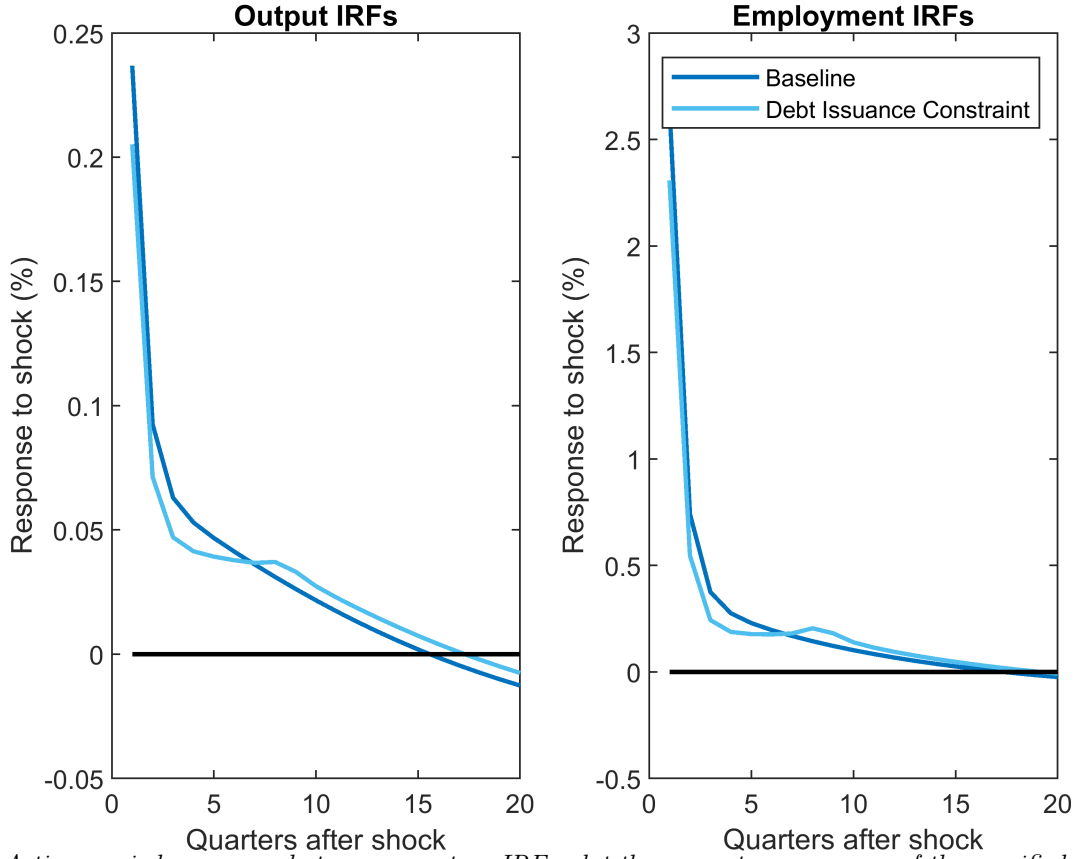 Output IRFs
0.25
0.2
0.15
0.1
0.05
0
-0.05
Response to shock (%)
0 5 10 15 20
Quarters after shock
Employment IRFs
Baseline
Debt Issuance Constraint
3
2.5
2
1.5
1
0.5
0
-0.5
Response to shock (%)
0 5 10 15 20
Quarters after shock